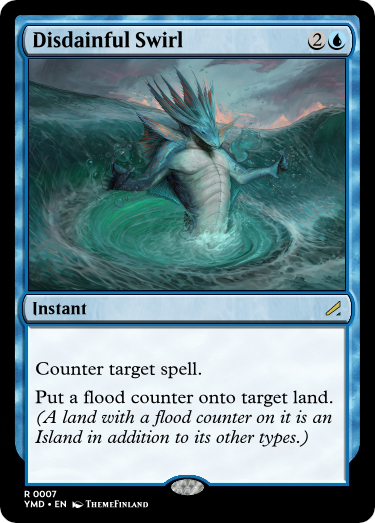 Disdainful Swirl 2
Instant
Counter target spell.
Put a flood counter onto target land.
(A land with a flood counter on it is an
Island in addition to its other types.)
R 0007
YMD • EN ThemeFinland